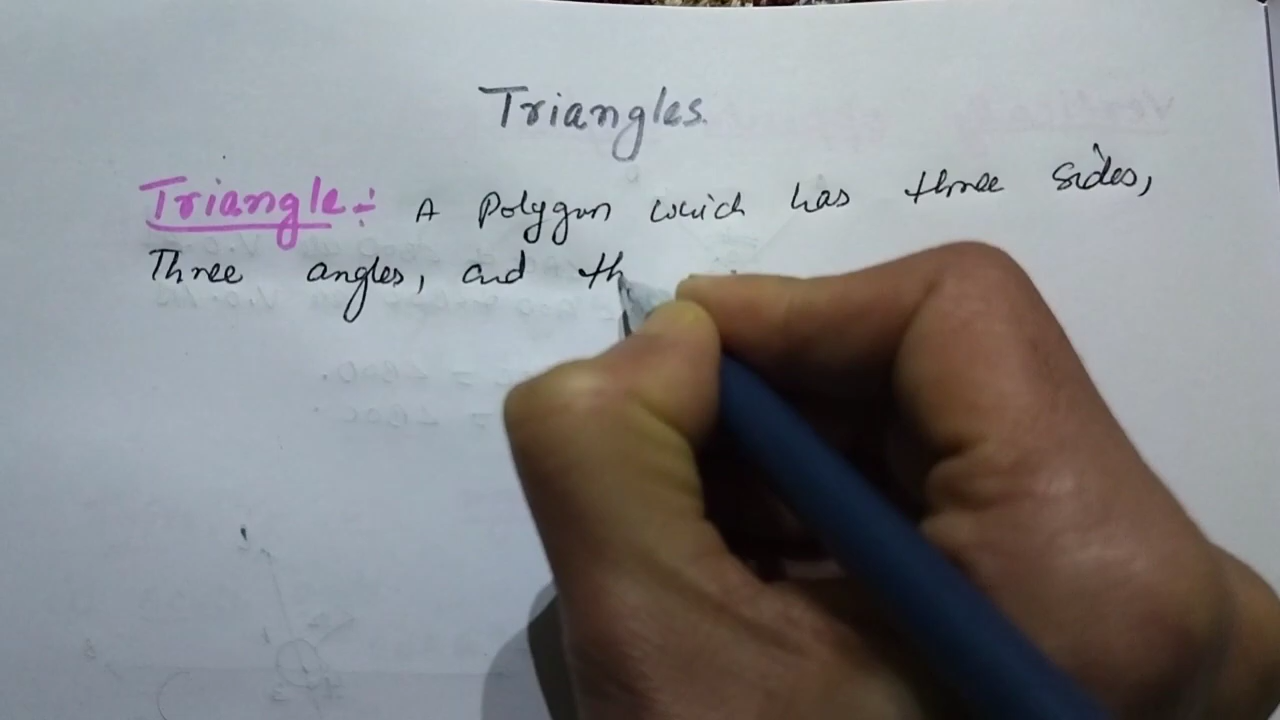 Triangles.
Triangle:- A Polygon which has three sides,
Three angles, and th